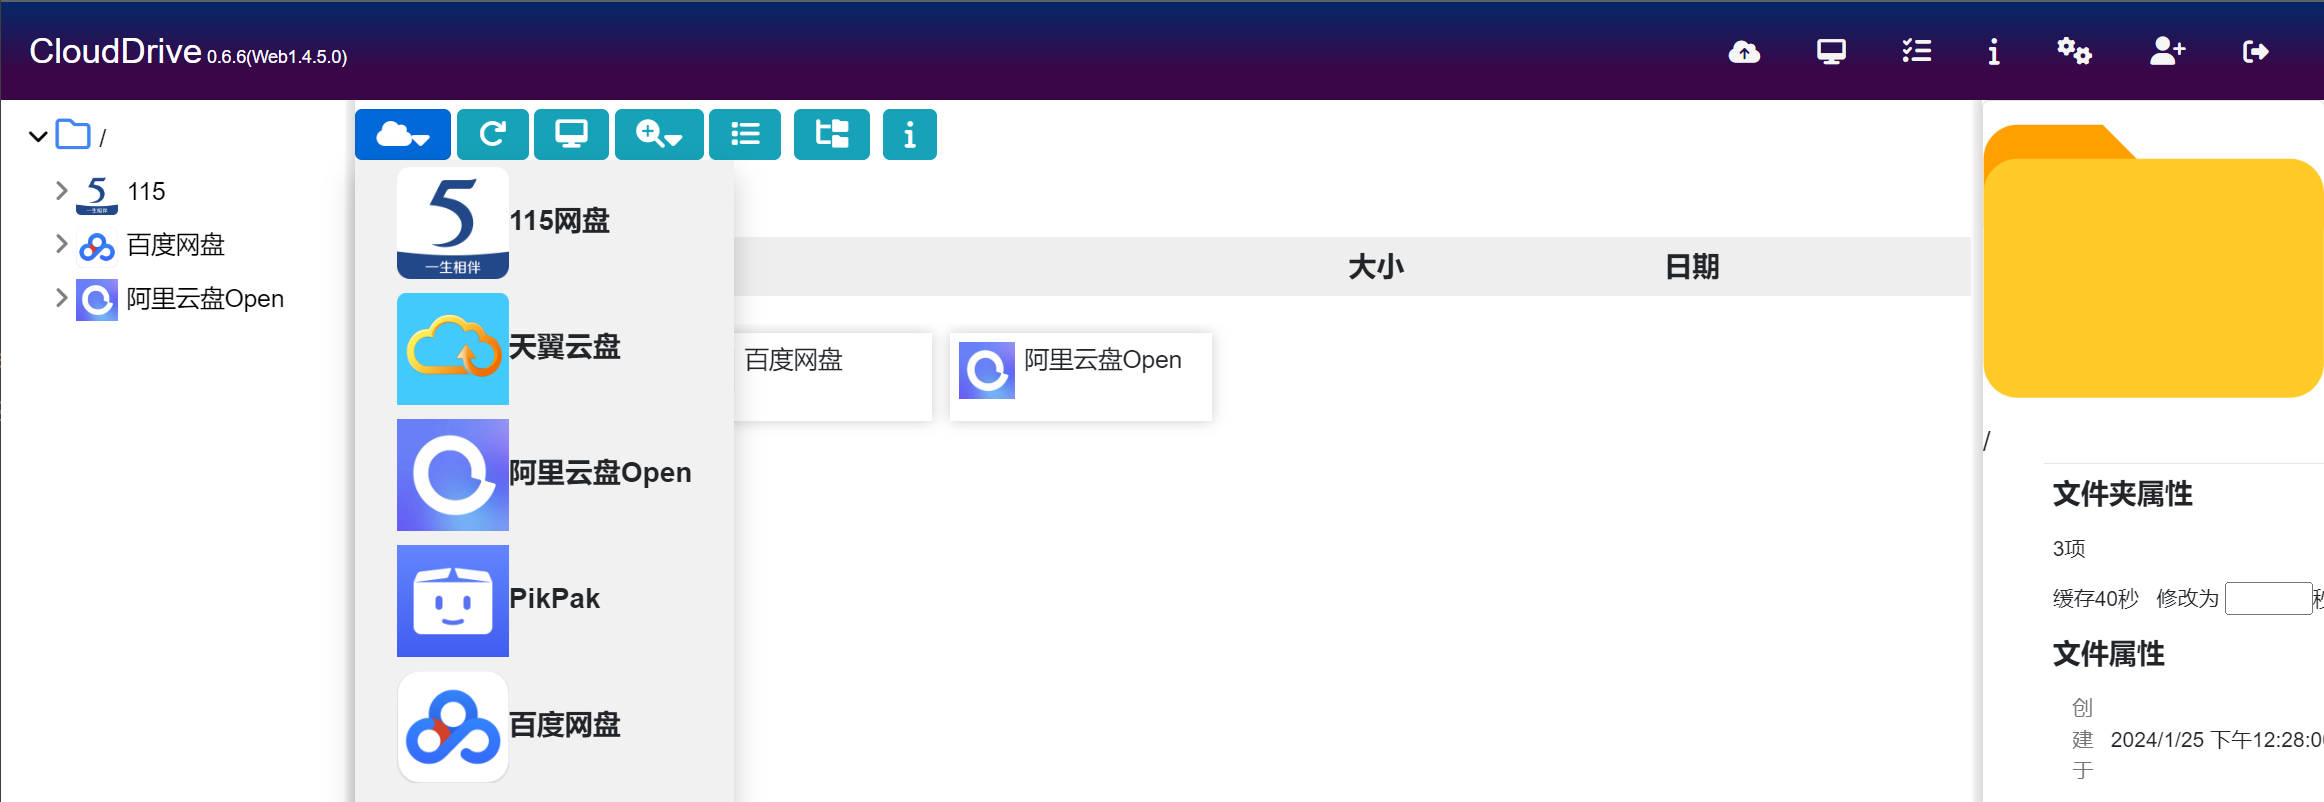 CloudDrive 0.6.6(Web1.4.5.0)
/
115
百度网盘
阿里云盘Open
115网盘
一生相伴
天翼云盘
阿里云盘Open
PikPak
百度网盘
大小
日期
百度网盘
阿里云盘Open
/
文件夹属性
3项
缓存40秒 修改为 秒
文件属性
创建于
2024/1/25 下午12:28:0